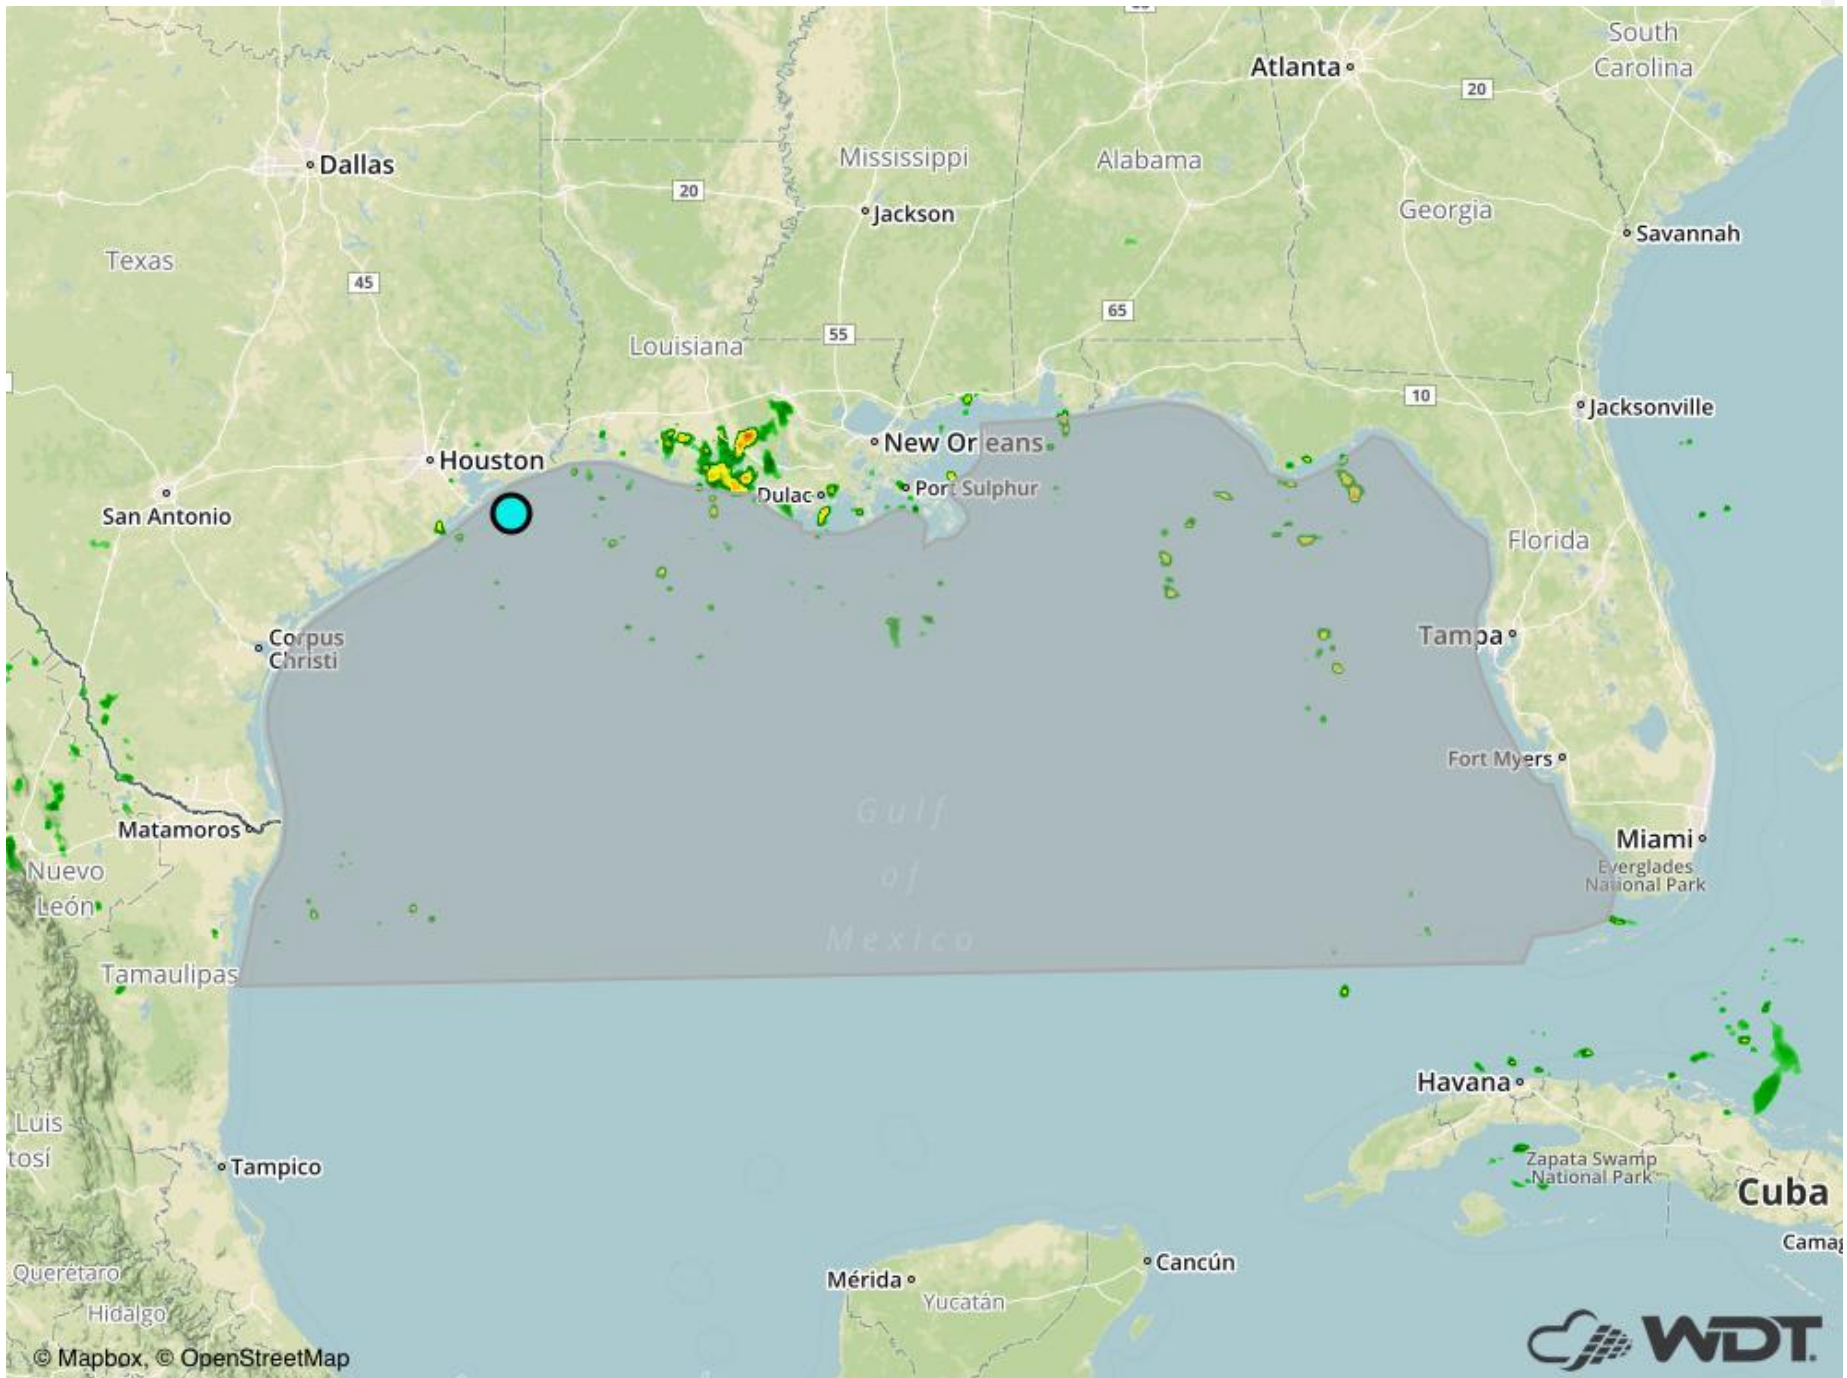 South
Carolina
Atlanta
20
Dallas
Mississippi
Alabama
20
Jackson
Georgia
Savannah
Texas
45
65
55
Louisiana
10
Jacksonville
New Orleans
Houston
Dulac
Port Sulphur
San Antonio
Florida
Corpus
Christi
Tampa
Fort Myers
Gulf
of
Mexico
Matamoros
Miami
Everglades
National Park
Nuevo
León
Tamaulipas
Havana
Luis
tosí
Zapata Swamp
National Park
Tampico
Cuba
Camag
Cancún
Mérida
Yucatán
Querétaro
Hidalgo
WDT.
© Mapbox, © OpenStreetMap